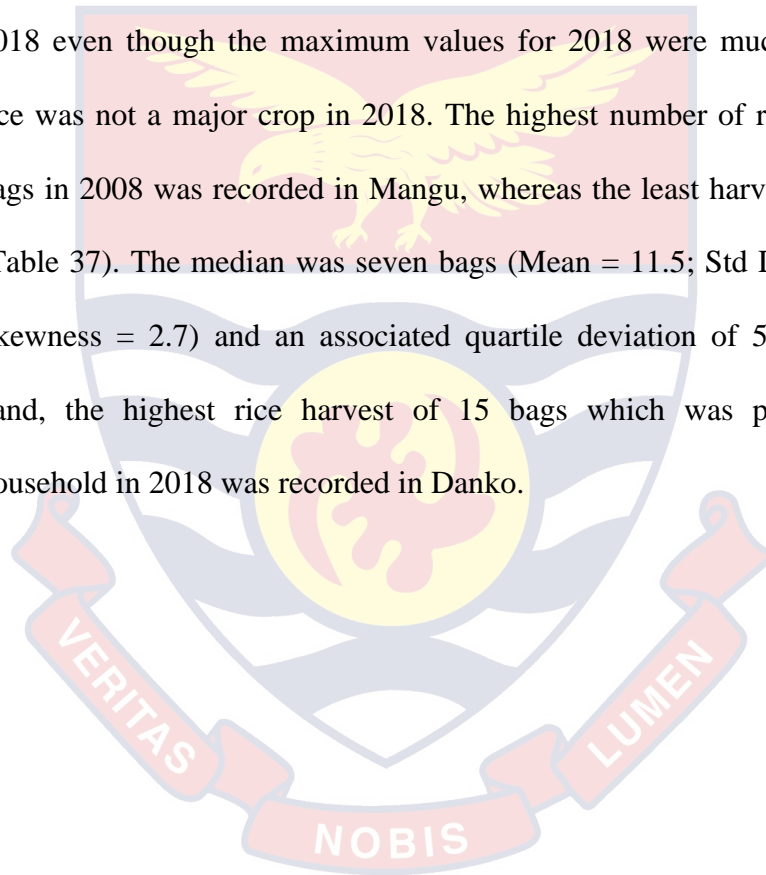 018 even though the maximum values for 2018 were muc
ce was not a major crop in 2018. The highest number of r
ags in 2008 was recorded in Mangu, whereas the least harv
Table 37). The median was seven bags (Mean = 11.5; Std
kewness = 2.7) and an associated quartile deviation of 5
and, the highest rice harvest of 15 bags which was p
ousehold in 2018 was recorded in Danko.
VERITAS
NOBIS
LUMEN